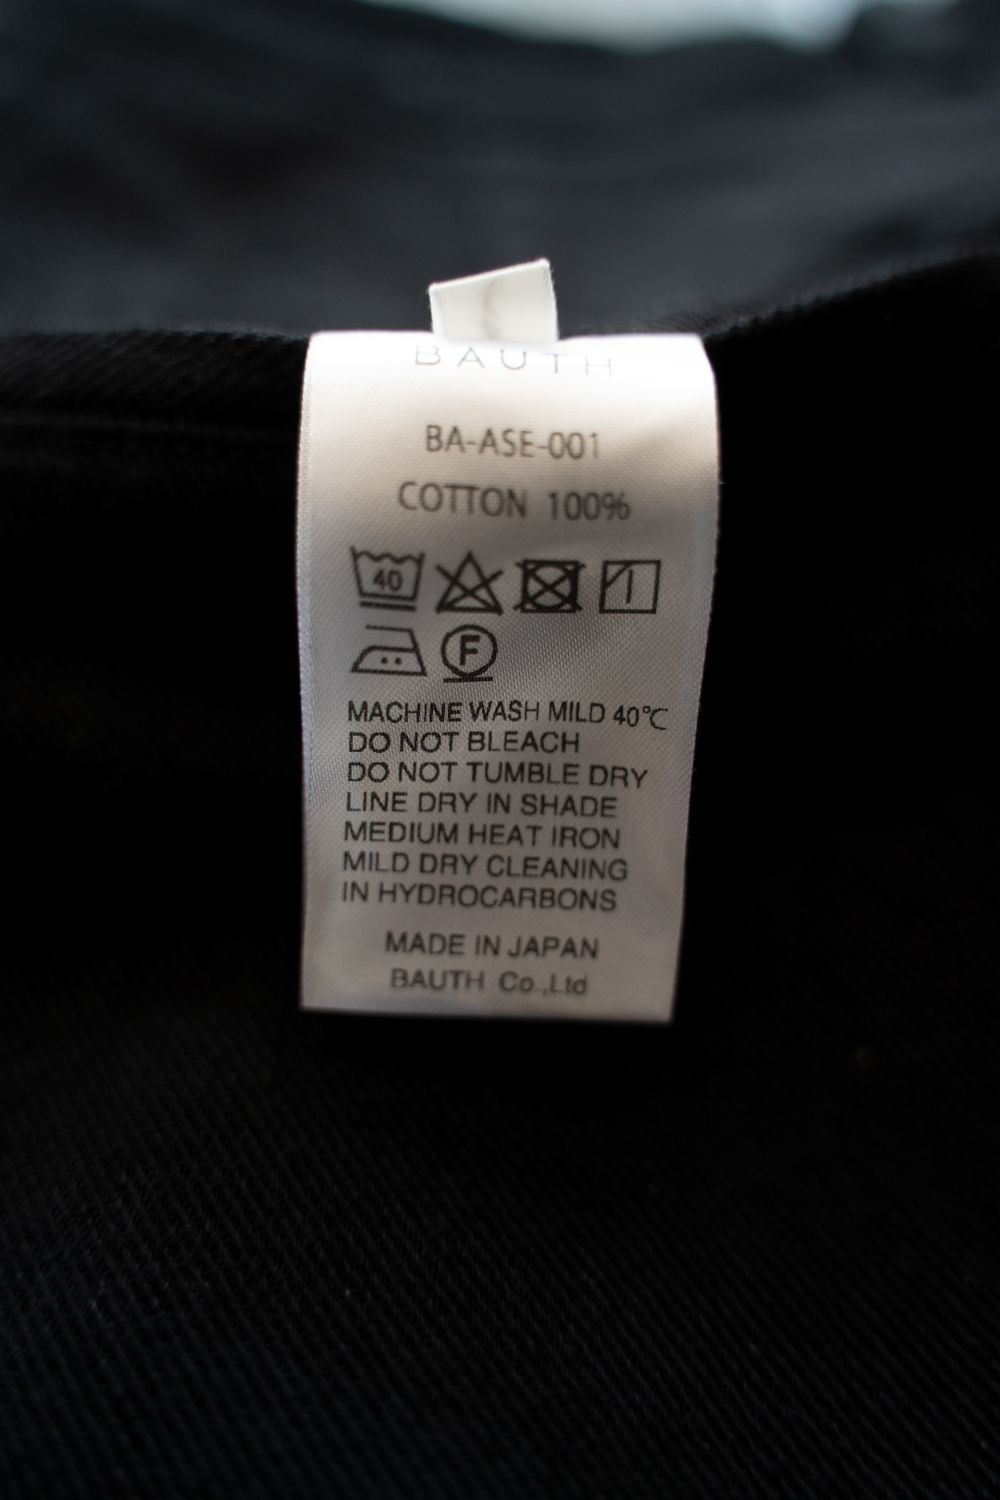 BAUTH
BA-ASE-001
COTTON 100%
40
F
MACHINE WASH MILD 40℃
DO NOT BLEACH
DO NOT TUMBLE DRY
LINE DRY IN SHADE
MEDIUM HEAT IRON
MILD DRY CLEANING
IN HYDROCARBONS
MADE IN JAPAN
BAUTH Co.,Ltd